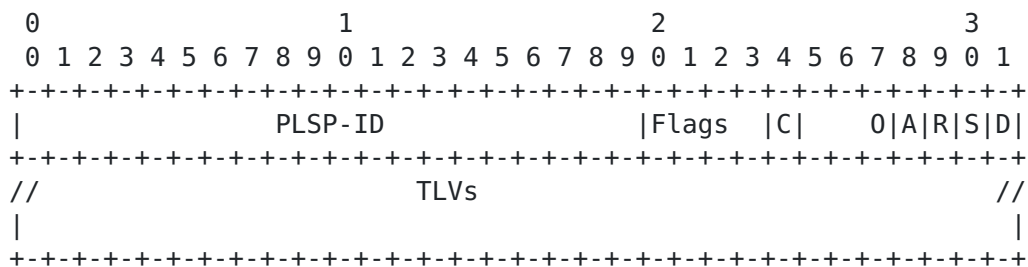 0                   1                   2                   3
 0 1 2 3 4 5 6 7 8 9 0 1 2 3 4 5 6 7 8 9 0 1 2 3 4 5 6 7 8 9 0 1
+-+-+-+-+-+-+-+-+-+-+-+-+-+-+-+-+-+-+-+-+-+-+-+-+-+-+-+-+-+-+-+-+
|                PLSP-ID                |Flags  |C|    O|A|R|S|D|
+-+-+-+-+-+-+-+-+-+-+-+-+-+-+-+-+-+-+-+-+-+-+-+-+-+-+-+-+-+-+-+-+
//                        TLVs                                 //
|                                                               |
+-+-+-+-+-+-+-+-+-+-+-+-+-+-+-+-+-+-+-+-+-+-+-+-+-+-+-+-+-+-+-+-+